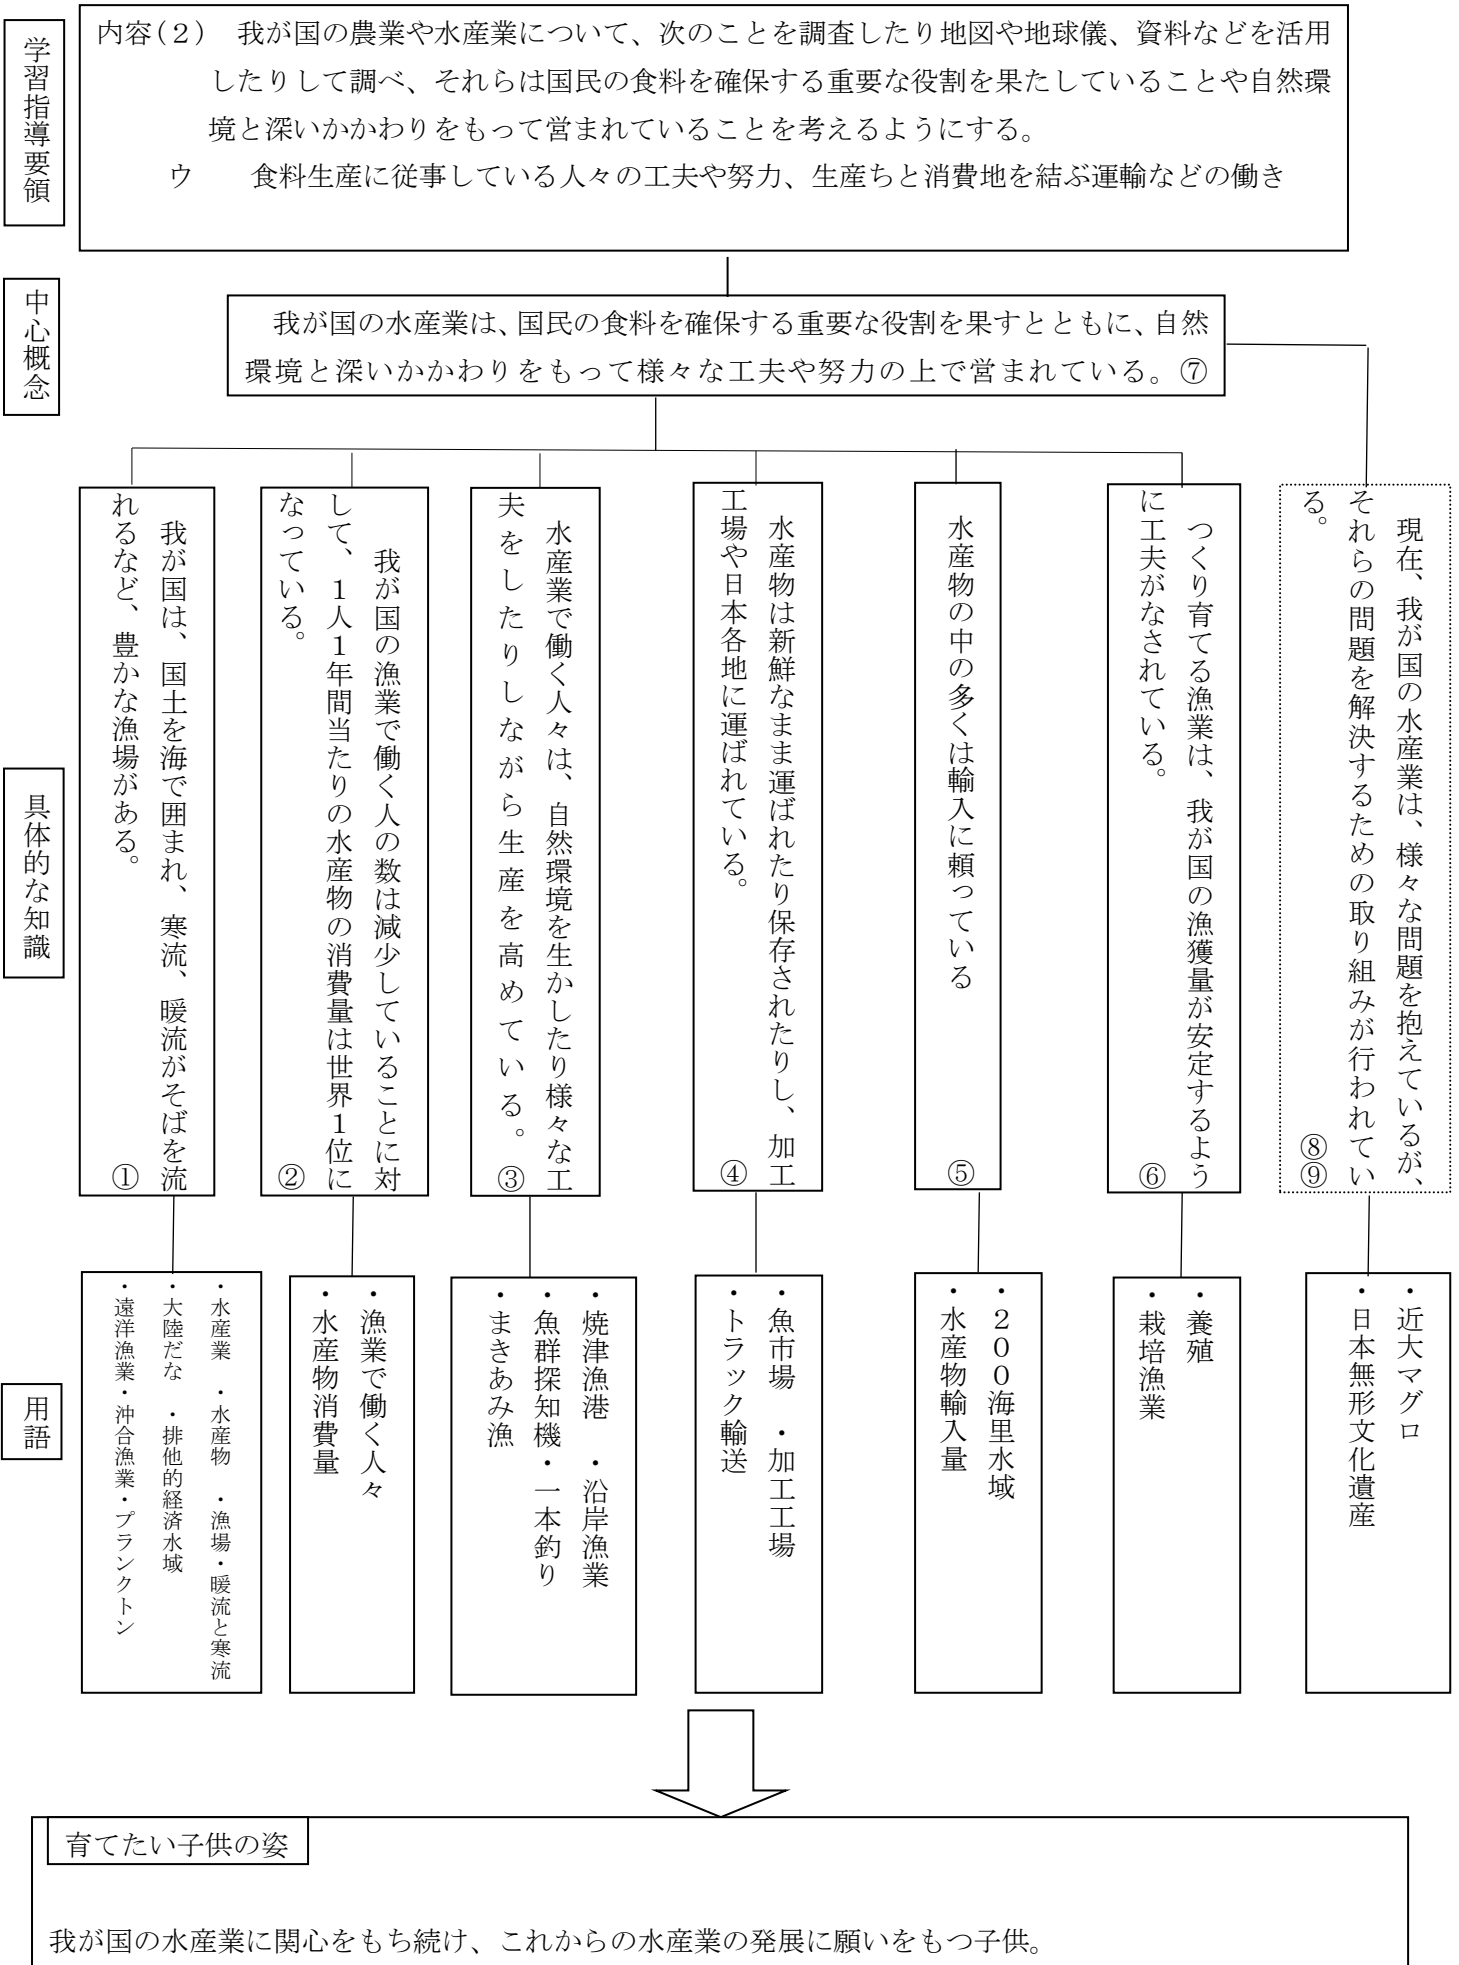 学習指導要領
内容(２)　我が国の農業や水産業について、次のことを調査したり地図や地球儀、資料などを活用
したりして調べ、それらは国民の食料を確保する重要な役割を果たしていることや自然環
境と深いかかわりをもって営まれていることを考えるようにする。
ウ　食料生産に従事している人々の工夫や努力、生産ちと消費地を結ぶ運輸などの働き
中心概念
我が国の水産業は、国民の食料を確保する重要な役割を果すとともに、自然
環境と深いかかわりをもって様々な工夫や努力の上で営まれている。⑦
具体的な知識
我が国は、国土を海で囲まれ、寒流、暖流がそばを流
れるなど、豊かな漁場がある。　①
我が国の漁業で働く人の数は減少していることに対
して、１人１年間当たりの水産物の消費量は世界１位に
なっている。　②
水産業で働く人々は、自然環境を生かしたり様々な工
夫をしたりしながら生産を高めている。　③
水産物は新鮮なまま運ばれたり保存されたりし、加工
工場や日本各地に運ばれている。　④
水産物の中の多くは輸入に頼っている　⑤
つくり育てる漁業は、我が国の漁獲量が安定するよう
に工夫がなされている。　⑥
現在、我が国の水産業は、様々な問題を抱えているが、
それらの問題を解決するための取り組みが行われてい
る。　⑧⑨
用語
・水産業　・水産物　・漁場・暖流と寒流
・大陸だな　・排他的経済水域
・遠洋漁業・沖合漁業・プランクトン
・漁業で働く人々
・水産物消費量
・焼津漁港　・沿岸漁業
・魚群探知機・一本釣り
・まきあみ漁
・魚市場　・加工工場
・トラック輸送
・２００海里水域
・水産物輸入量
・養殖
・栽培漁業
・近大マグロ
・日本無形文化遺産
育てたい子供の姿
我が国の水産業に関心をもち続け、これからの水産業の発展に願いをもつ子供。